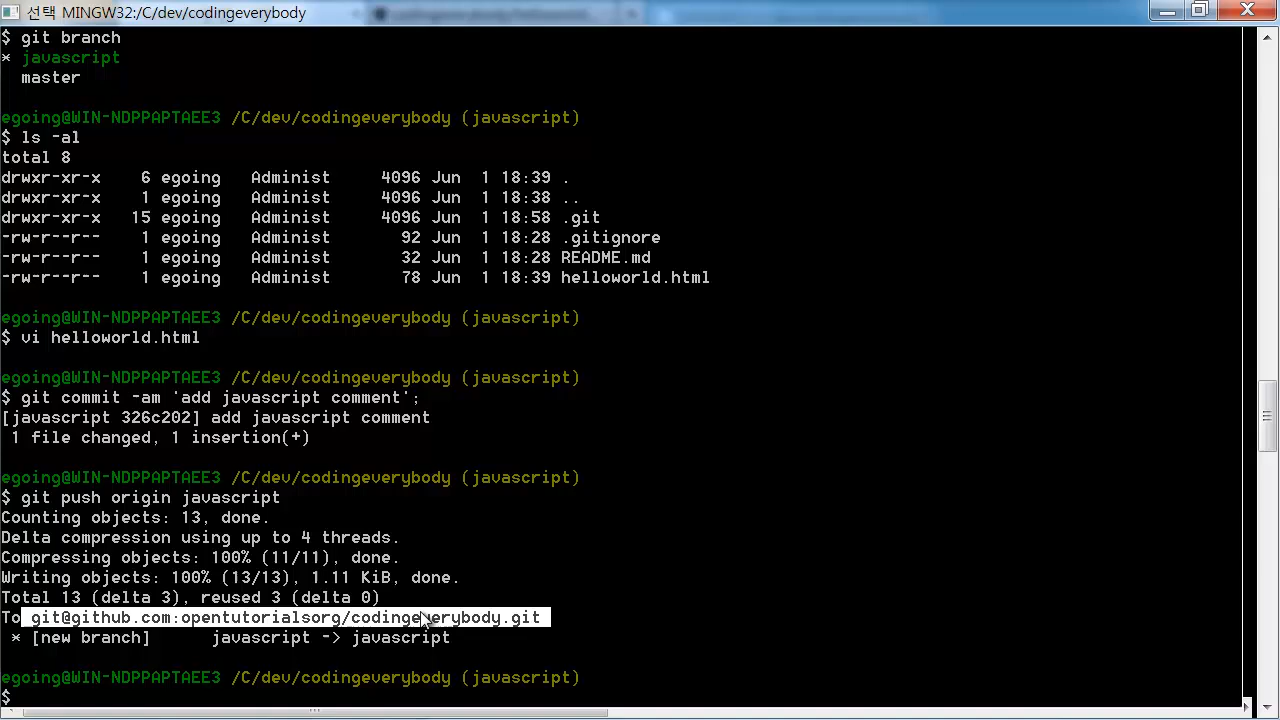 선택 MINGW32:/C/dev/codingeverybody
$ git branch
* javascript
  master
egoing@WIN-NDPPAPTAEE3 /C/dev/codingeverybody (javascript)
$ ls -al
total 8
drwxr-xr-x    6 egoing   Administ     4096 Jun  1 18:39 .
drwxr-xr-x    1 egoing   Administ     4096 Jun  1 18:38 ..
drwxr-xr-x   15 egoing   Administ     4096 Jun  1 18:58 .git
-rw-r--r--    1 egoing   Administ       92 Jun  1 18:28 .gitignore
-rw-r--r--    1 egoing   Administ       32 Jun  1 18:28 README.md
-rw-r--r--    1 egoing   Administ       78 Jun  1 18:39 helloworld.html
egoing@WIN-NDPPAPTAEE3 /C/dev/codingeverybody (javascript)
$ vi helloworld.html
egoing@WIN-NDPPAPTAEE3 /C/dev/codingeverybody (javascript)
$ git commit -am 'add javascript comment';
[javascript 326c202] add javascript comment
 1 file changed, 1 insertion(+)
egoing@WIN-NDPPAPTAEE3 /C/dev/codingeverybody (javascript)
$ git push origin javascript
Counting objects: 13, done.
Delta compression using up to 4 threads.
Compressing objects: 100% (11/11), done.
Writing objects: 100% (13/13), 1.11 KiB, done.
Total 13 (delta 3), reused 3 (delta 0)
To git@github.com:opentutorialsorg/codingeverybody.git
 * [new branch]      javascript -> javascript
egoing@WIN-NDPPAPTAEE3 /C/dev/codingeverybody (javascript)
$